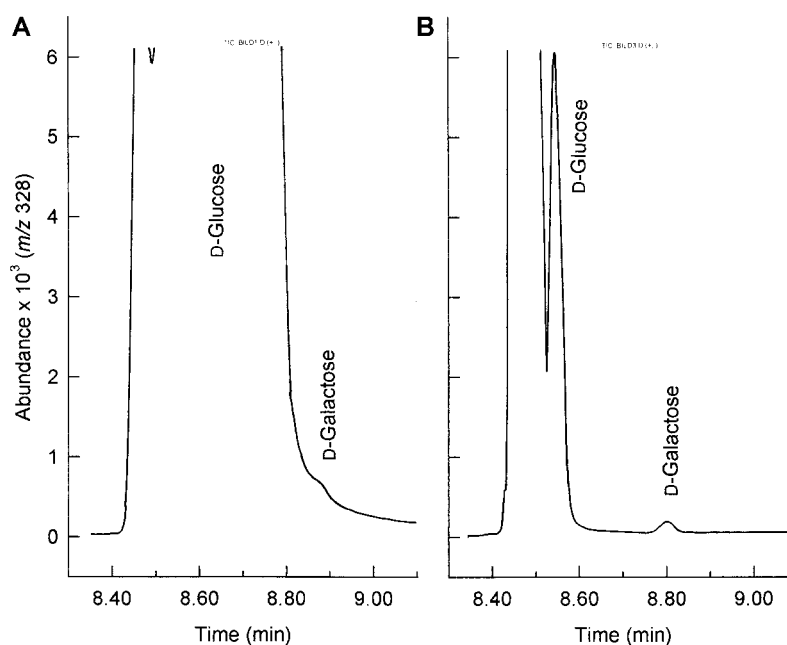 A
B
6
5
4
3
2
1
0
Abundance x 10³ (m/z 328)
D-Glucose
D-Galactose
8.40 8.60 8.80 9.00
Time (min)
D-Glucose
D-Galactose
8.40 8.60 8.80 9.00
Time (min)